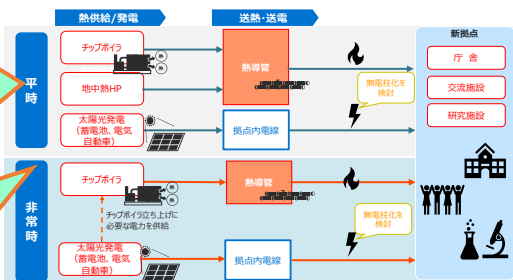 熱供給/発電
送熱・送電
新拠点
平時
チップボイラ
熱
熱
地中熱HP
太陽光発電
(蓄電池、電気
自動車)
熱導管
拠点内電線
無電柱化を
検討
庁 舎
交流施設
研究施設
非常時
チップボイラ
熱
熱
チップボイラ立ち上げに
必要な電力を供給
太陽光発電
(蓄電池、電気
自動車)
熱導管
拠点内電線
無電柱化を
検討